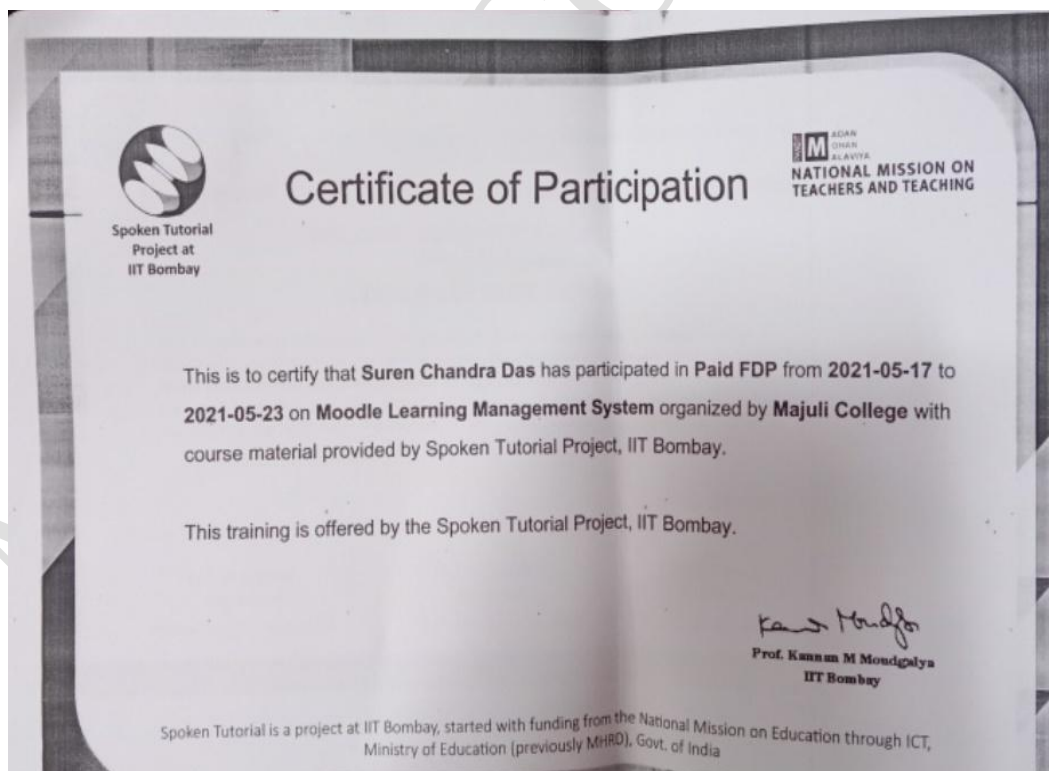 Spoken Tutorial
Project at
IIT Bombay
Certificate of Participation
M
ADAN
OHAN
ALAVIYA
NATIONAL MISSION ON
TEACHERS AND TEACHING
This is to certify that Suren Chandra Das has participated in Paid FDP from 2021-05-17 to
2021-05-23 on Moodle Learning Management System organized by Majuli College with
course material provided by Spoken Tutorial Project, IIT Bombay.
This training is offered by the Spoken Tutorial Project, IIT Bombay.
Prof. Kannan M Moudgalya
IIT Bombay
Spoken Tutorial is a project at IIT Bombay, started with funding from the National Mission on Education through ICT,
Ministry of Education (previously MHRD), Govt. of India